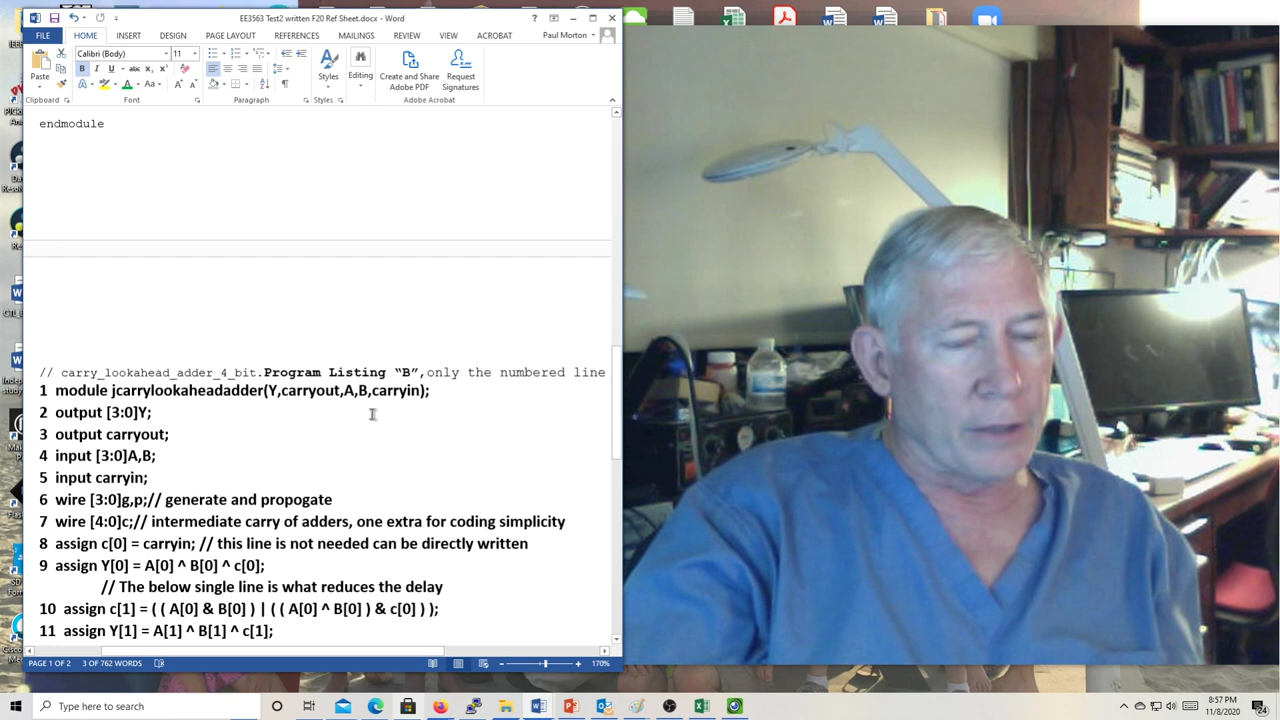 EE3563 Test2 written F20 Ref Sheet.docx - Word
FILE HOME INSERT DESIGN PAGE LAYOUT REFERENCES MAILINGS REVIEW VIEW ACROBAT Paul Morton
Calibri (Body) 11
Paste
B I U abc x₂ x²
Styles
Editing
Create and Share Adobe PDF
Request Signatures
Clipboard Font Paragraph Styles Adobe Acrobat
endmodule
// carry_lookahead_adder_4_bit.Program Listing “B”,only the numbered line
1 module jcarrylookaheadadder(Y,carryout,A,B,carryin);
2 output [3:0]Y;
3 output carryout;
4 input [3:0]A,B;
5 input carryin;
6 wire [3:0]g,p;// generate and propogate
7 wire [4:0]c;// intermediate carry of adders, one extra for coding simplicity
8 assign c[0] = carryin; // this line is not needed can be directly written
9 assign Y[0] = A[0] ^ B[0] ^ c[0];
// The below single line is what reduces the delay
10 assign c[1] = ( ( A[0] & B[0] ) | ( ( A[0] ^ B[0] ) & c[0] ) );
11 assign Y[1] = A[1] ^ B[1] ^ c[1];
PAGE 1 OF 2 3 OF 762 WORDS 170%
Type here to search
8:57 PM
11/8/2020
24